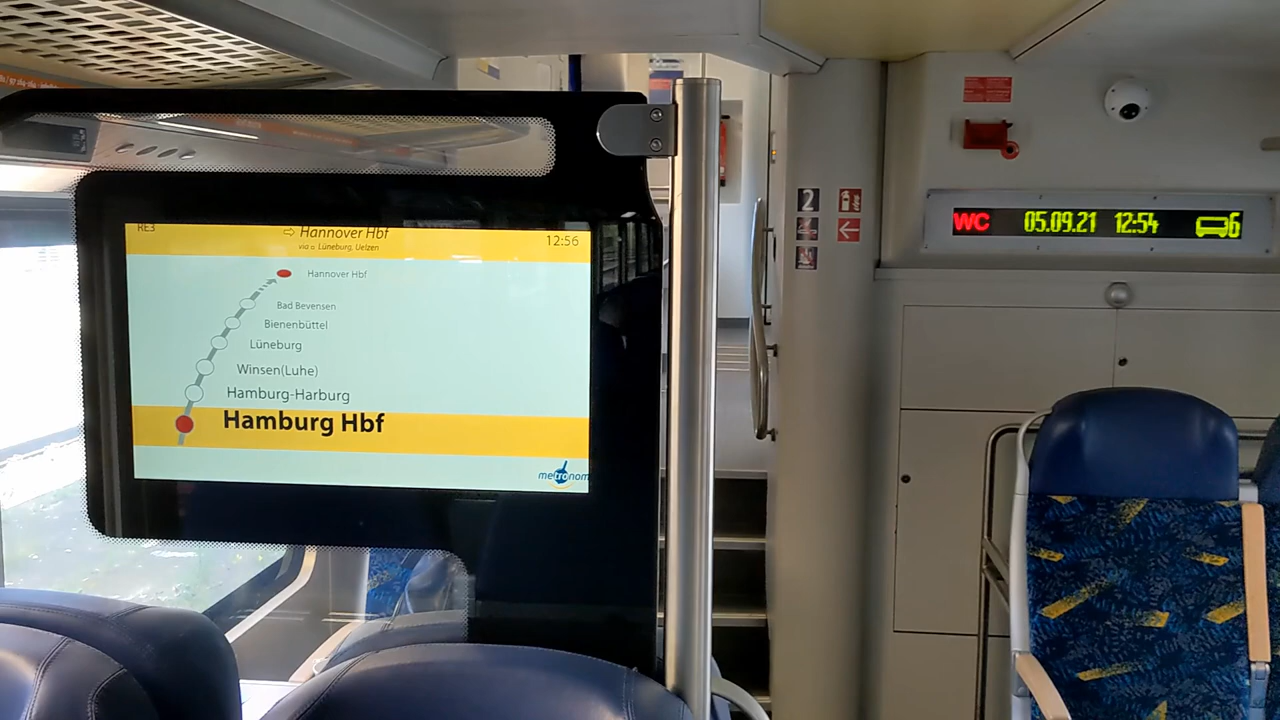 RE3
⇨ Hannover Hbf
via Lüneburg, Uelzen
12:56
Hannover Hbf
Bad Bevensen
Bienenbüttel
Lüneburg
Winsen(Luhe)
Hamburg-Harburg
Hamburg Hbf
metronom
2
WC 05.09.21 12:54 6